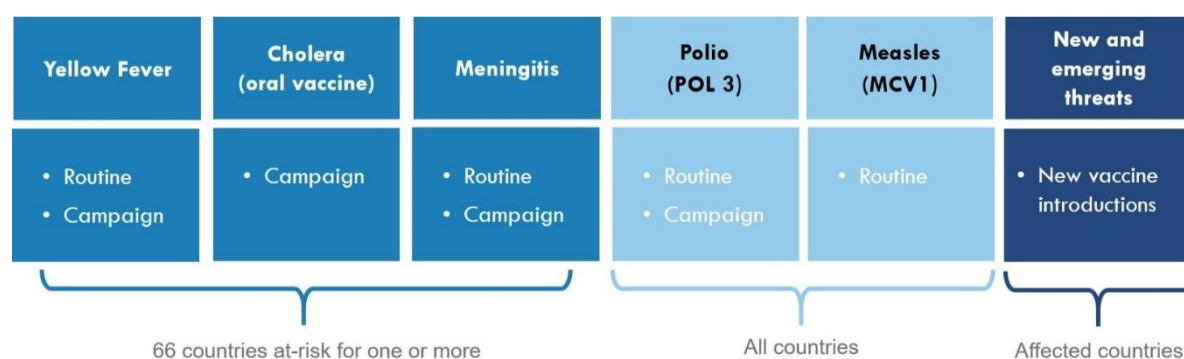 Yellow Fever
Cholera
(oral vaccine)
Meningitis
Polio
(POL 3)
Measles
(MCV1)
New and
emerging
threats
• Routine
• Campaign
• Campaign
• Routine
• Campaign
• Routine
• Campaign
• Routine
• New vaccine
introductions
66 countries at-risk for one or more
All countries
Affected countries